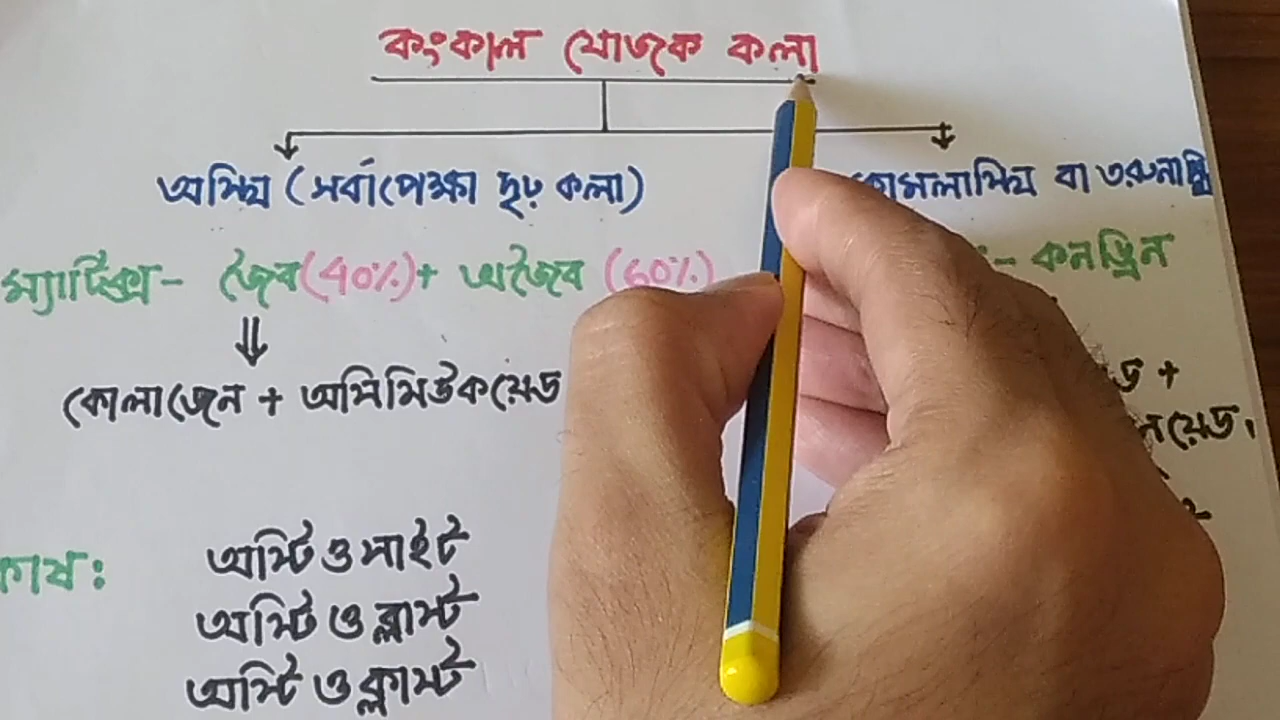 কংকাল যোজক কলা
অস্থি (সর্বাপেক্ষা দৃঢ় কলা) কোমলাস্থি বা তরুনাস্থি
ম্যাট্রিক্স - জৈব (40%) + অজৈব (60%) - কনড্রিন
কোলাজেন + অসিমিউকয়েড +
কোষ: অস্টিওসাইট
অস্টিওব্লাস্ট
অস্টিওক্লাস্ট